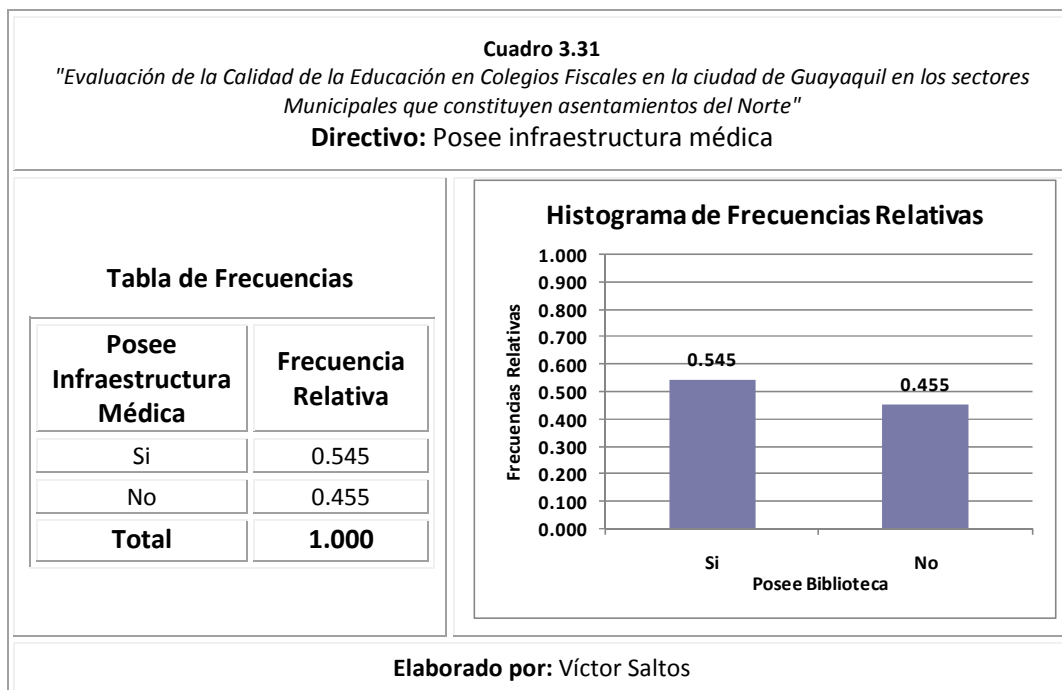 Cuadro 3.31
"Evaluación de la Calidad de la Educación en Colegios Fiscales en la ciudad de Guayaquil en los sectores
Municipales que constituyen asentamientos del Norte"
Directivo: Posee infraestructura médica
Tabla de Frecuencias
Posee
Infraestructura
Médica
Frecuencia
Relativa
Si 0.545
No 0.455
Total 1.000
Histograma de Frecuencias Relativas
Frecuencias Relativas
1.000
0.900
0.800
0.700
0.600
0.500
0.400
0.300
0.200
0.100
0.000
0.545
0.455
Si No
Posee Biblioteca
Elaborado por: Víctor Saltos